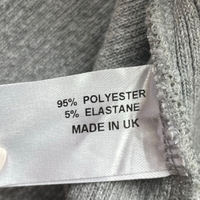 95% POLYESTER
5% ELASTANE
MADE IN UK